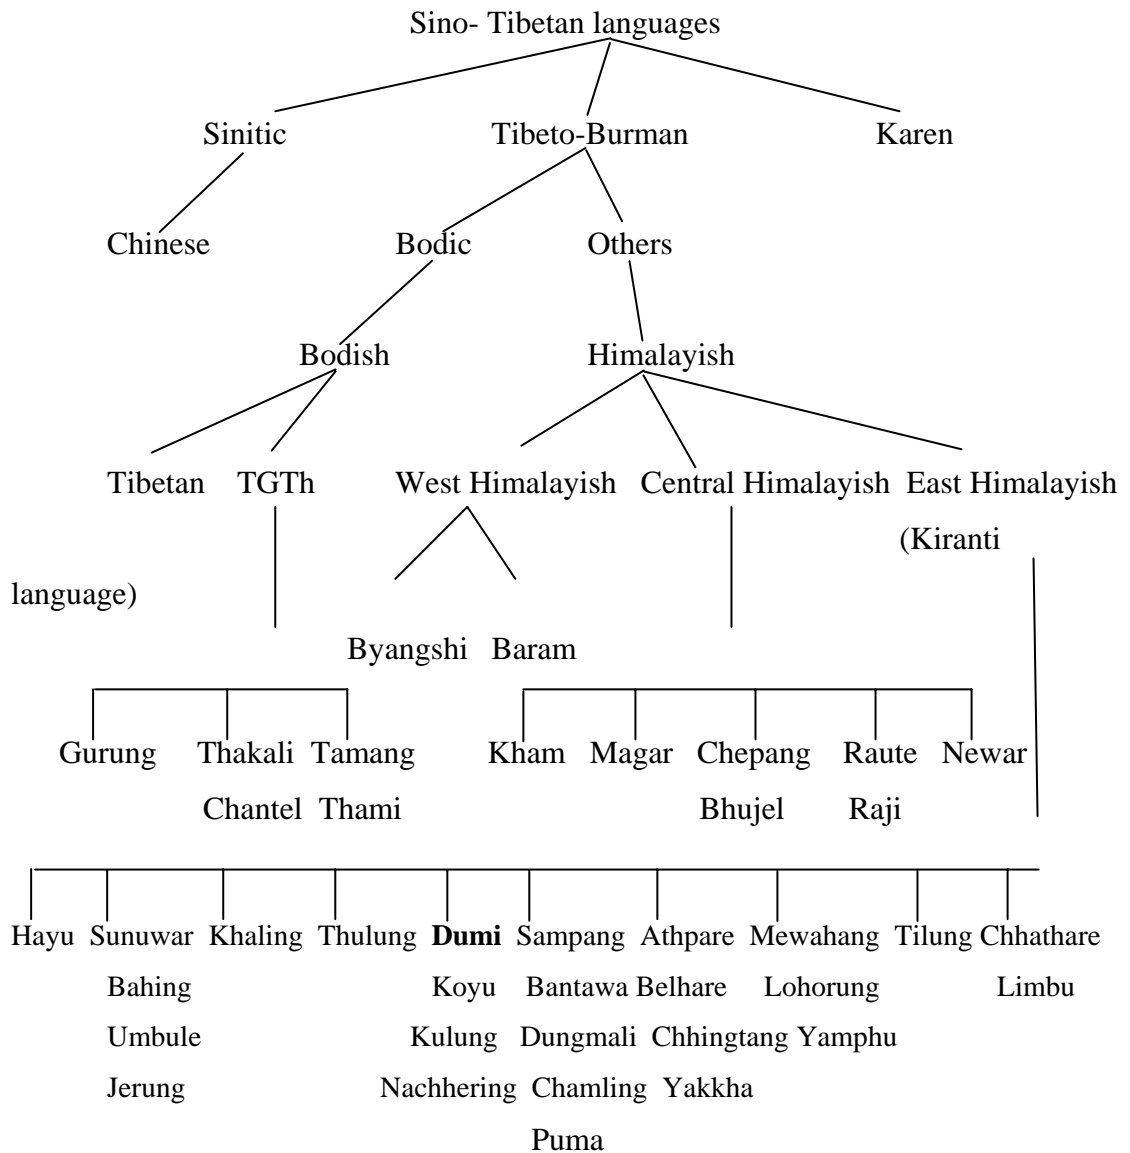 Sino- Tibetan languages
Sinitic Tibeto-Burman Karen
Chinese Bodic Others
Bodish Himalayish
Tibetan TGTh West Himalayish Central Himalayish East Himalayish
(Kiranti
language)
Byangshi Baram
Gurung Thakali Tamang Kham Magar Chepang Raute Newar
Chantel Thami Bhujel Raji
Hayu Sunuwar Khaling Thulung Dumi Sampang Athpare Mewahang Tilung Chhathare
Bahing Koyu Bantawa Belhare Lohorung Limbu
Umbule Kulung Dungmali Chhingtang Yamphu
Jerung Nachhering Chamling Yakkha
Puma